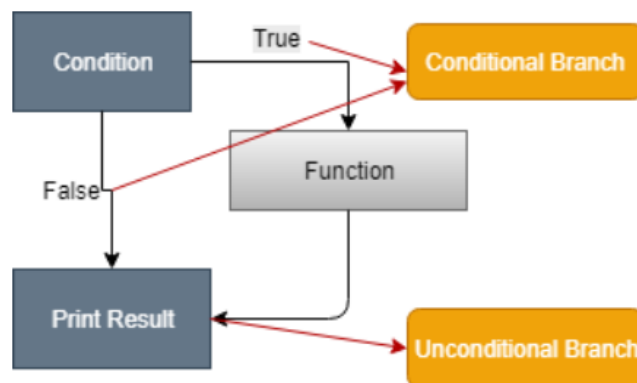 True
Condition
Conditional Branch
Function
False
Print Result
Unconditional Branch